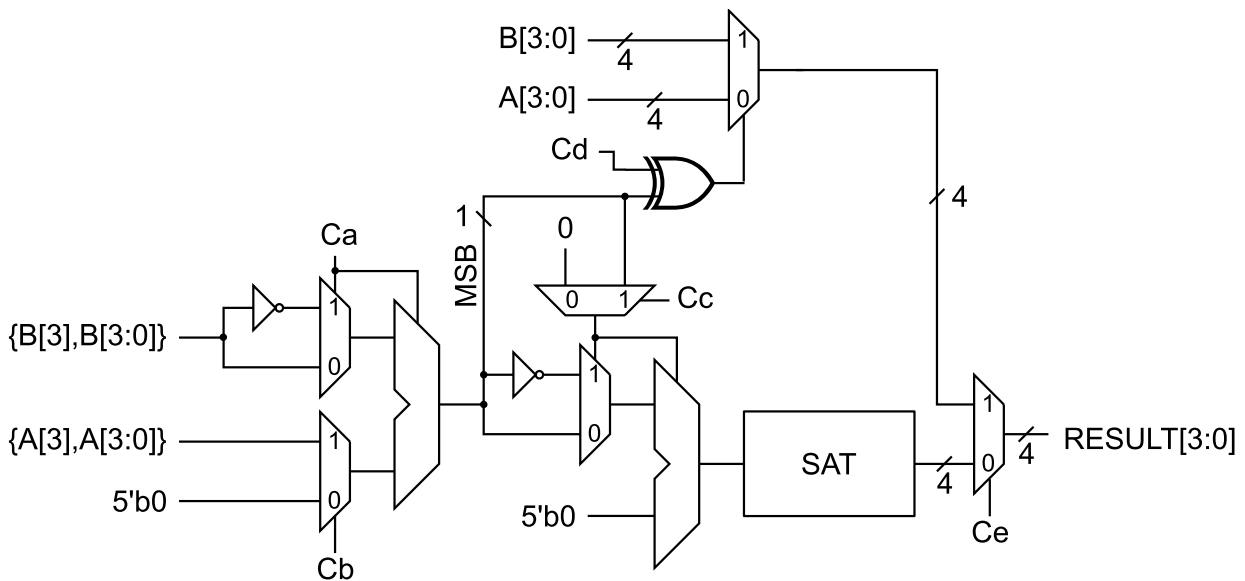 B[3:0]
4
1
A[3:0]
4
0
Cd
4
1
MSB
0
Ca
0
1
Cc
1
{B[3],B[3:0]}
0
1
1
{A[3],A[3:0]}
1
0
SAT
0
4
4
RESULT[3:0]
0
5'b0
5'b0
Ce
Cb